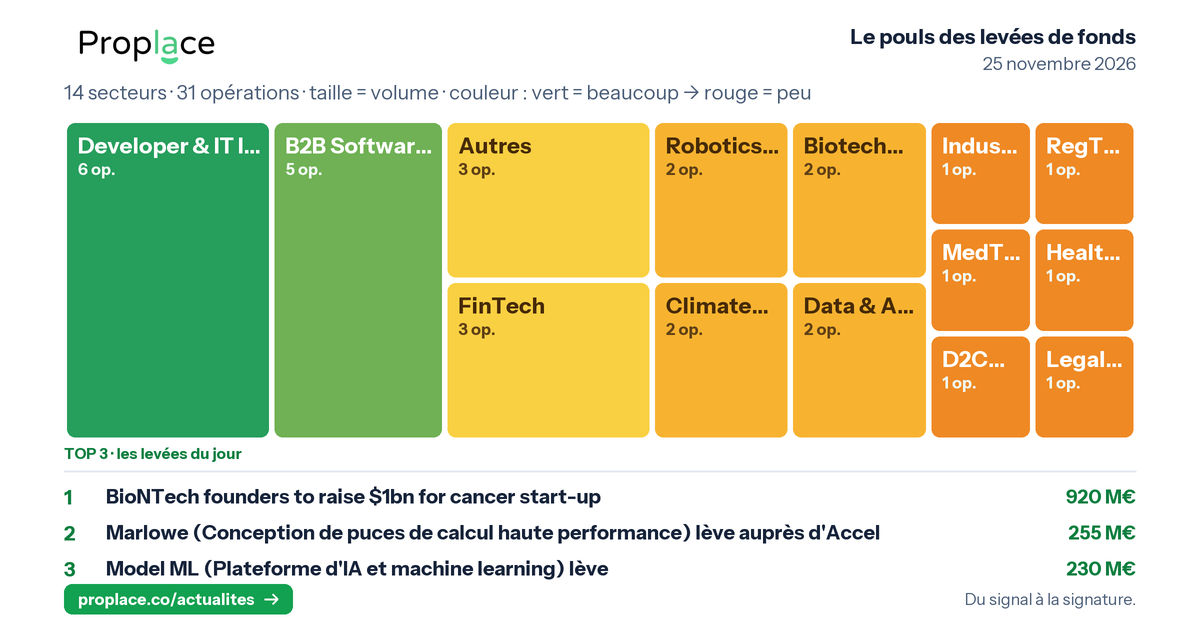 Proplace
Le pouls des levées de fonds
25 novembre 2026
14 secteurs · 31 opérations · taille = volume · couleur : vert = beaucoup → rouge = peu
Developer & IT I...
6 op.
B2B Softwar...
5 op.
Autres
3 op.
FinTech
3 op.
Robotics...
2 op.
Biotech...
2 op.
Climate...
2 op.
Data & A...
2 op.
Indus...
1 op.
RegT...
1 op.
MedT...
1 op.
Healt...
1 op.
D2C...
1 op.
Legal...
1 op.
TOP 3 · les levées du jour
1 BioNTech founders to raise $1bn for cancer start-up 920 M€
2 Marlowe (Conception de puces de calcul haute performance) lève auprès d'Accel 255 M€
3 Model ML (Plateforme d'IA et machine learning) lève 230 M€
proplace.co/actualites →
Du signal à la signature.